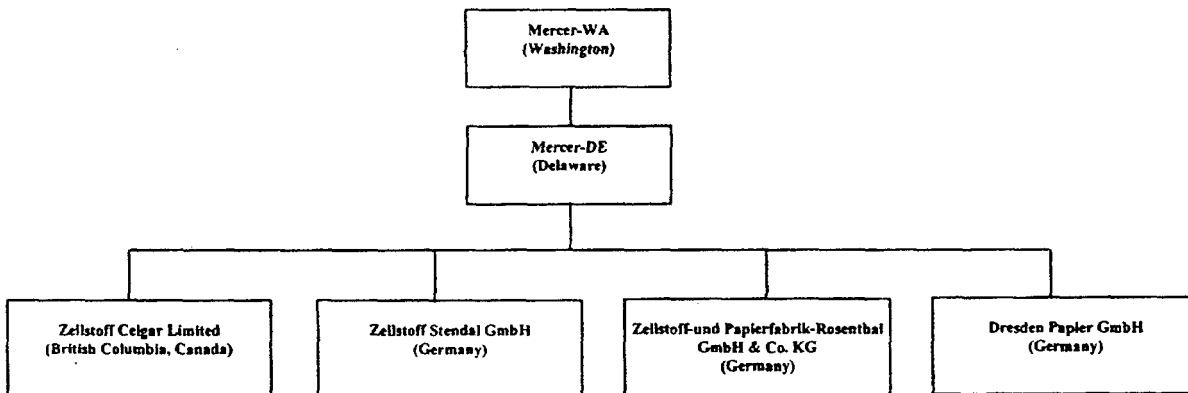 Mercer-WA
(Washington)
Mercer-DE
(Delaware)
Zellstoff Celgar Limited
(British Columbia, Canada)
Zellstoff Stendal GmbH
(Germany)
Zellstoff-und Papierfabrik-Rosenthal
GmbH & Co. KG
(Germany)
Dresden Papier GmbH
(Germany)